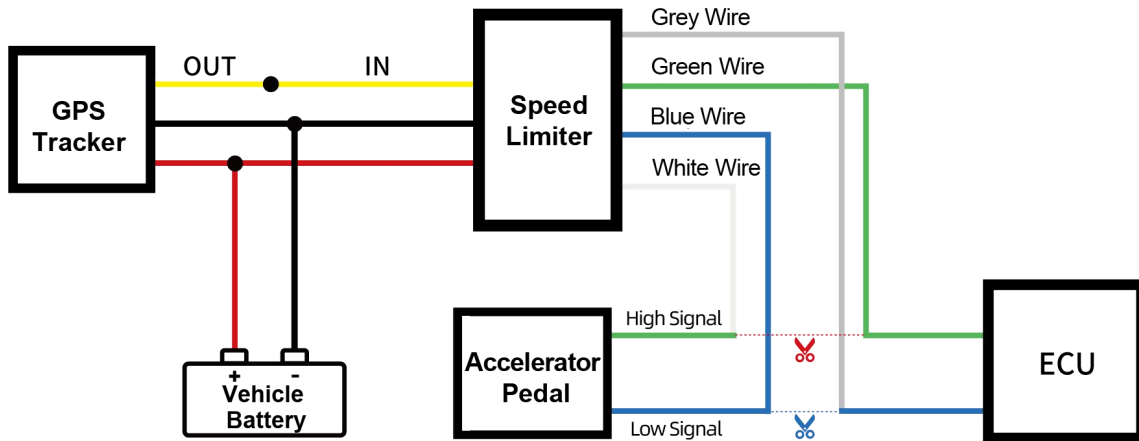 Grey Wire
OUT
IN
Green Wire
GPS
Tracker
Speed
Limiter
Blue Wire
White Wire
High Signal
Accelerator
Pedal
ECU
+
-
Vehicle
Battery
Low Signal